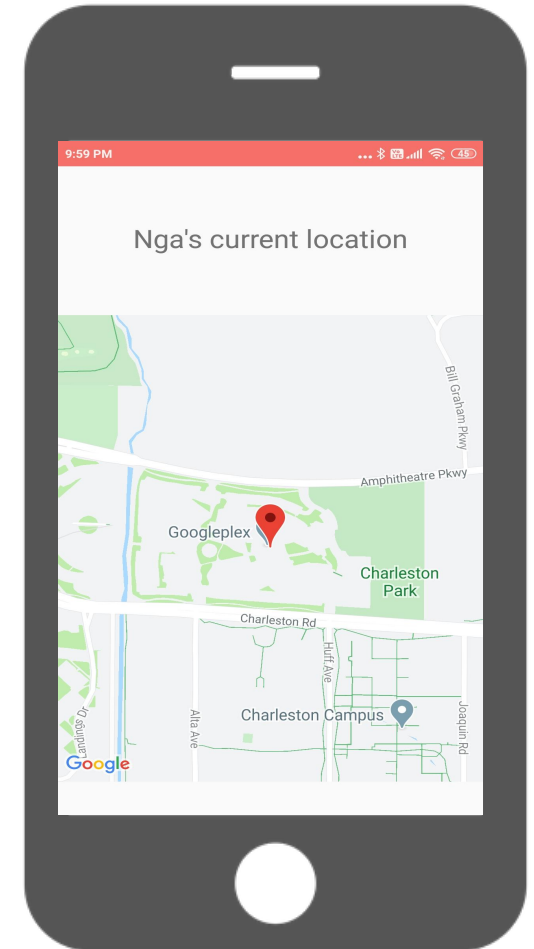 9:59 PM
45
Nga's current location
Bill Graham Pkwy
Amphitheatre Pkwy
Googleplex
Charleston
Park
Charleston Rd
Huff Ave
Charleston Campus
Alta Ave
Joaquin Rd
Landings Dr
Google